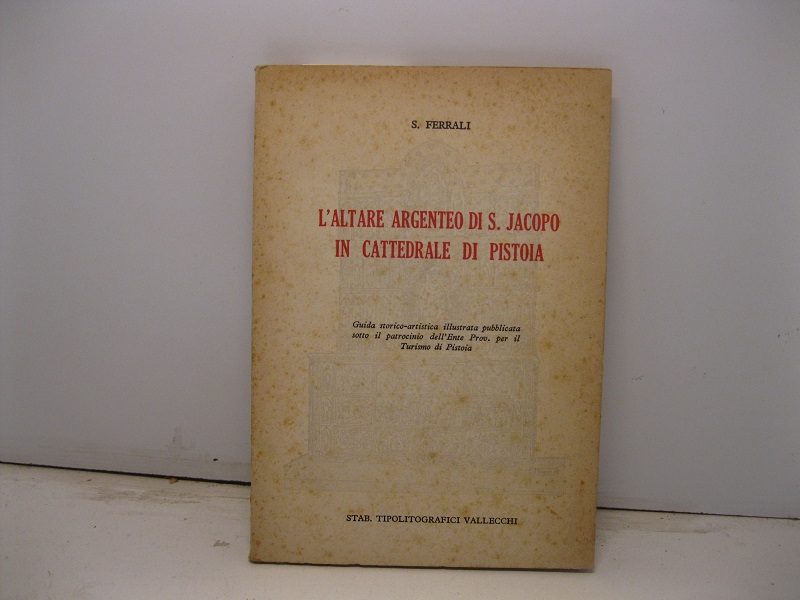 S. FERRALI
L'ALTARE ARGENTEO DI S. JACOPO
IN CATTEDRALE DI PISTOIA
Guida storico-artistica illustrata pubblicata
sotto il patrocinio dell'Ente Prov. per il
Turismo di Pistoia
STAB. TIPOLITOGRAFICI VALLECCHI